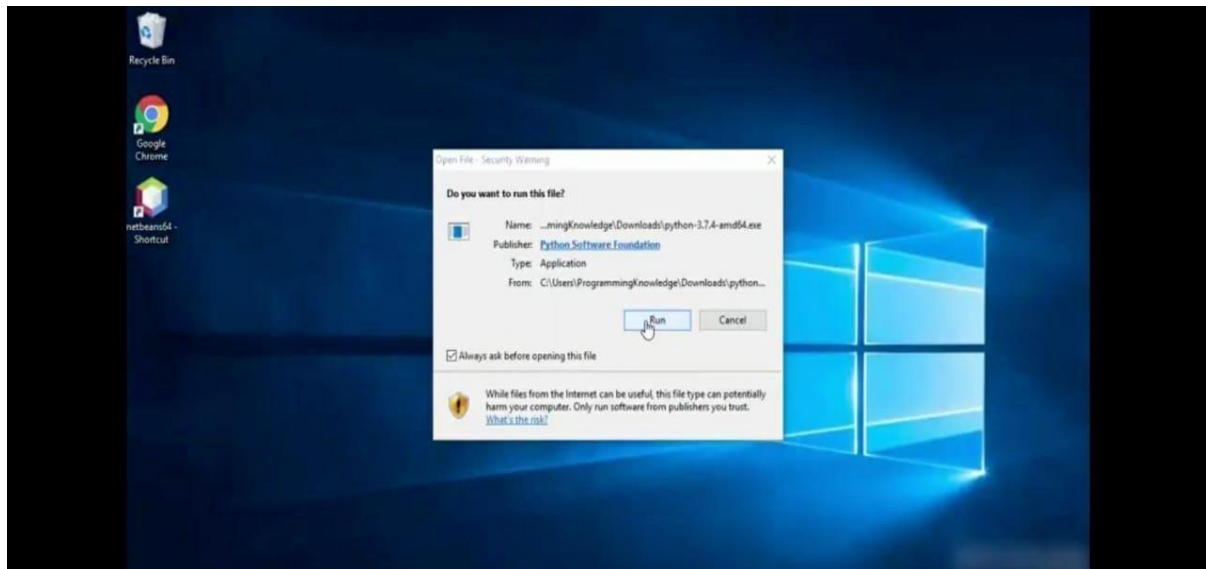 Recycle Bin
Google
Chrome
netbeans64 -
Shortcut
Open File - Security Warning
Do you want to run this file?
Name: ...mingKnowledge\Downloads\python-3.7.4-amd64.exe
Publisher: Python Software Foundation
Type: Application
From: C:\Users\ProgrammingKnowledge\Downloads\python...
Run Cancel
Always ask before opening this file
While files from the Internet can be useful, this file type can potentially
harm your computer. Only run software from publishers you trust.
What's the risk?